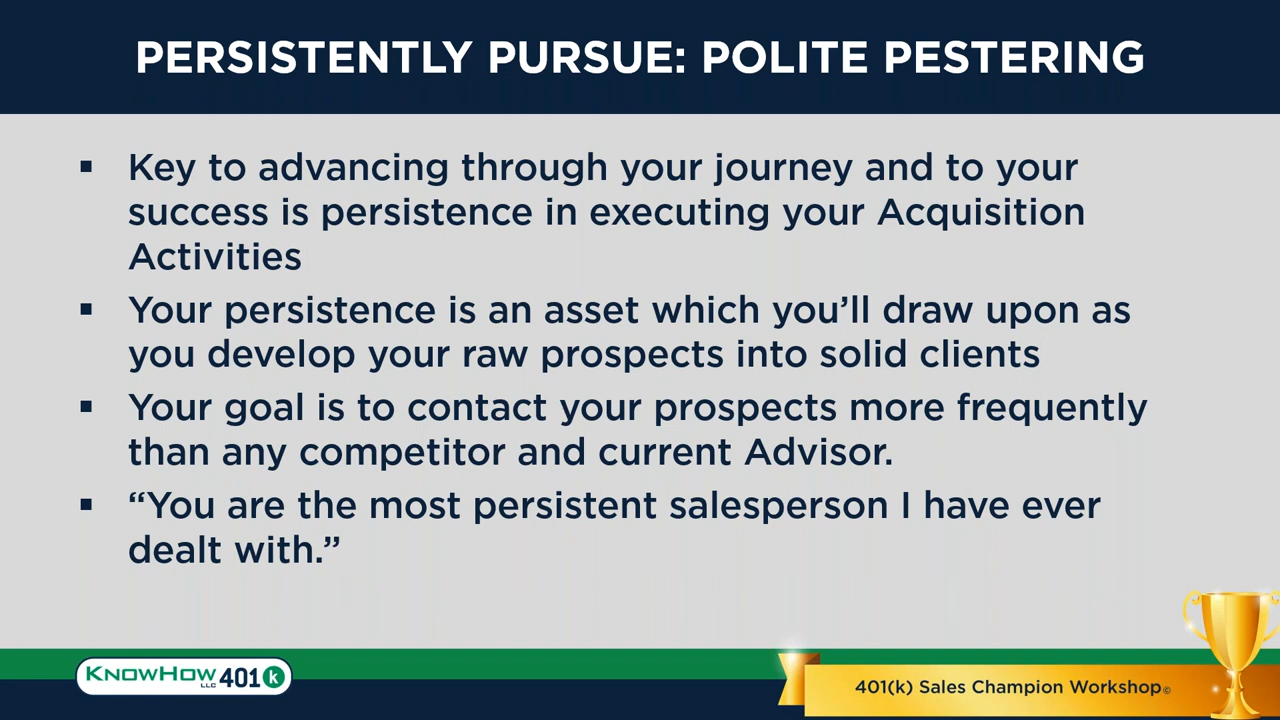 PERSISTENTLY PURSUE: POLITE PESTERING
▪ Key to advancing through your journey and to your
success is persistence in executing your Acquisition
Activities
▪ Your persistence is an asset which you’ll draw upon as
you develop your raw prospects into solid clients
▪ Your goal is to contact your prospects more frequently
than any competitor and current Advisor.
▪ “You are the most persistent salesperson I have ever
dealt with.”
KNOWHOW LLC 401 k
401(k) Sales Champion Workshop©